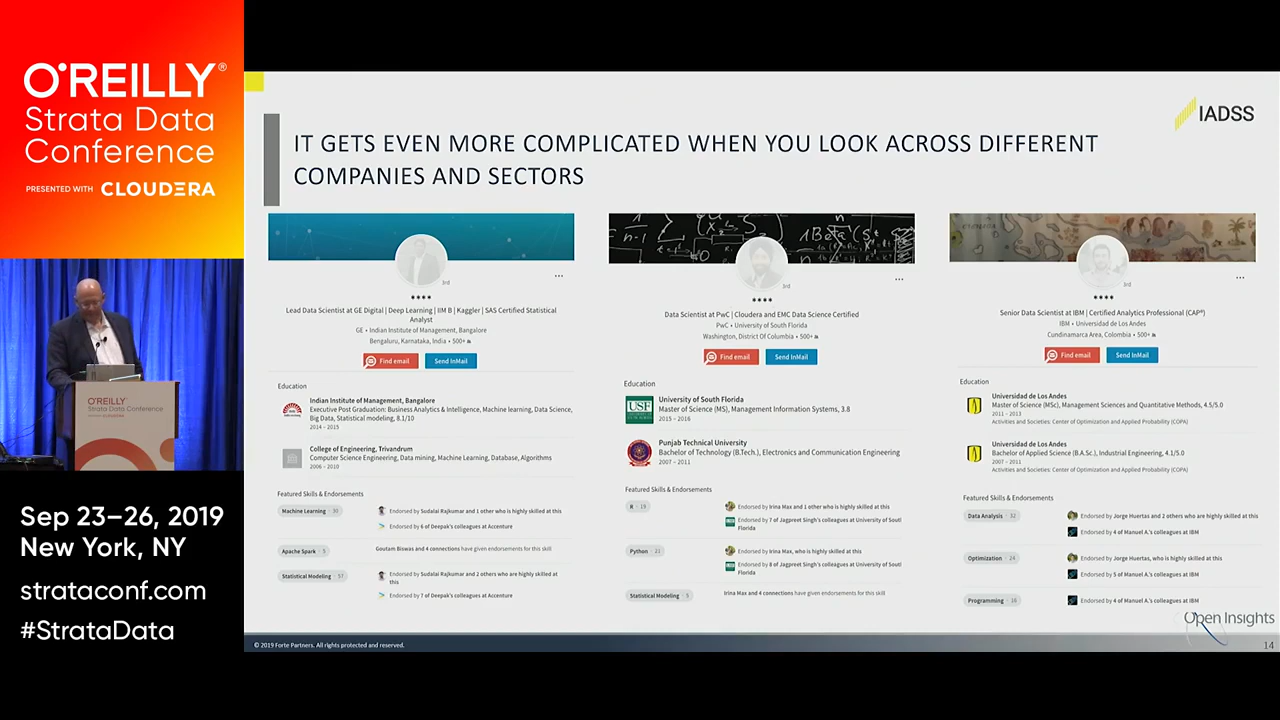 O'REILLY®
Strata Data
Conference
PRESENTED WITH CLOUDERA
Sep 23–26, 2019
New York, NY
strataconf.com
#StrataData
O'REILLY
Strata Data Conference
IADSS
IT GETS EVEN MORE COMPLICATED WHEN YOU LOOK ACROSS DIFFERENT
COMPANIES AND SECTORS
3rd
****
Lead Data Scientist at GE Digital | Deep Learning | IIM B | Kaggler | SAS Certified Statistical
Analyst
GE • Indian Institute of Management, Bangalore
Bengaluru, Karnataka, India • 500+
Find email
Send InMail
Education
Indian Institute of Management, Bangalore
Executive Post Graduation: Business Analytics & Intelligence, Machine learning, Data Science,
Big Data, Statistical modeling, 8.1/10
2014 – 2015
College of Engineering, Trivandrum
Computer Science Engineering, Data mining, Machine Learning, Database, Algorithms
2006 – 2010
Featured Skills & Endorsements
Machine Learning · 30
Endorsed by Sudalai Rajkumar and 1 other who is highly skilled at this
Endorsed by 6 of Deepak's colleagues at Accenture
Apache Spark · 5
Goutam Biswas and 4 connections have given endorsements for this skill
Statistical Modeling · 57
Endorsed by Sudalai Rajkumar and 2 others who are highly skilled at
this
Endorsed by 7 of Deepak's colleagues at Accenture
3rd
****
Data Scientist at PwC | Cloudera and EMC Data Science Certified
PwC • University of South Florida
Washington, District Of Columbia • 500+
Find email
Send InMail
Education
USF
University of South Florida
Master of Science (MS), Management Information Systems, 3.8
2015 – 2016
Punjab Technical University
Bachelor of Technology (B.Tech.), Electronics and Communication Engineering
2007 – 2011
Featured Skills & Endorsements
R · 19
Endorsed by Irina Max and 1 other who is highly skilled at this
Endorsed by 7 of Jagpreet Singh's colleagues at University of Soutl
Florida
Python · 21
Endorsed by Irina Max, who is highly skilled at this
Endorsed by 8 of Jagpreet Singh's colleagues at University of Soutl
Florida
Statistical Modeling · 5
Irina Max and 4 connections have given endorsements for this skill
3rd
****
Senior Data Scientist at IBM | Certified Analytics Professional (CAP®)
IBM • Universidad de Los Andes
Cundinamarca Area, Colombia • 500+
Find email
Send InMail
Education
Universidad de Los Andes
Master of Science (MSc), Management Sciences and Quantitative Methods, 4.5/5.0
2011 – 2013
Activities and Societies: Center of Optimization and Applied Probability (COPA)
Universidad de Los Andes
Bachelor of Applied Science (B.A.Sc.), Industrial Engineering, 4.1/5.0
2007 – 2011
Activities and Societies: Center of Optimization and Applied Probability (COPA)
Featured Skills & Endorsements
Data Analysis · 32
Endorsed by Jorge Huertas and 2 others who are highly skilled at this
Endorsed by 4 of Manuel A.'s colleagues at IBM
Optimization · 24
Endorsed by Jorge Huertas, who is highly skilled at this
Endorsed by 5 of Manuel A.'s colleagues at IBM
Programming · 16
Endorsed by 4 of Manuel A.'s colleagues at IBM
Open Insights
© 2019 Forte Partners. All rights protected and reserved.
14